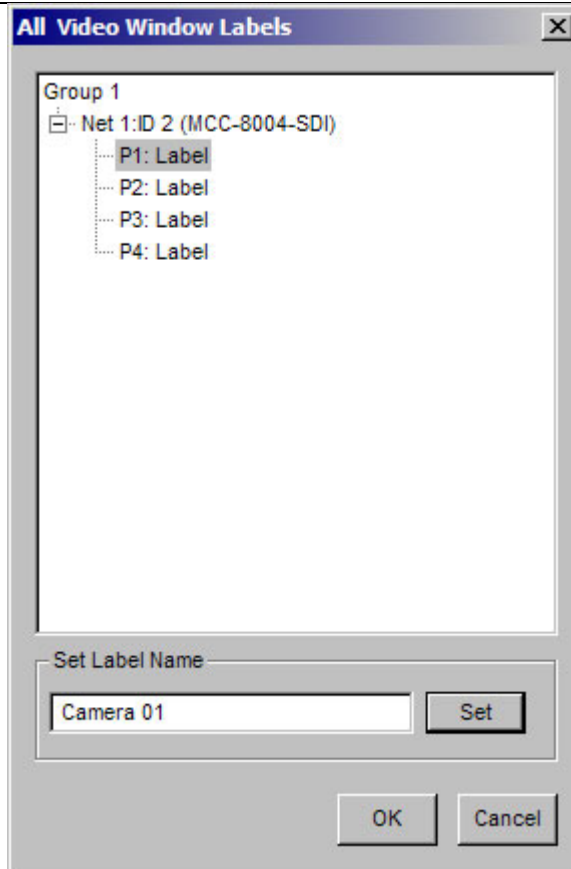 All Video Window Labels
Group 1
Net 1:ID 2 (MCC-8004-SDI)
P1: Label
P2: Label
P3: Label
P4: Label
Set Label Name
Camera 01
Set
OK
Cancel